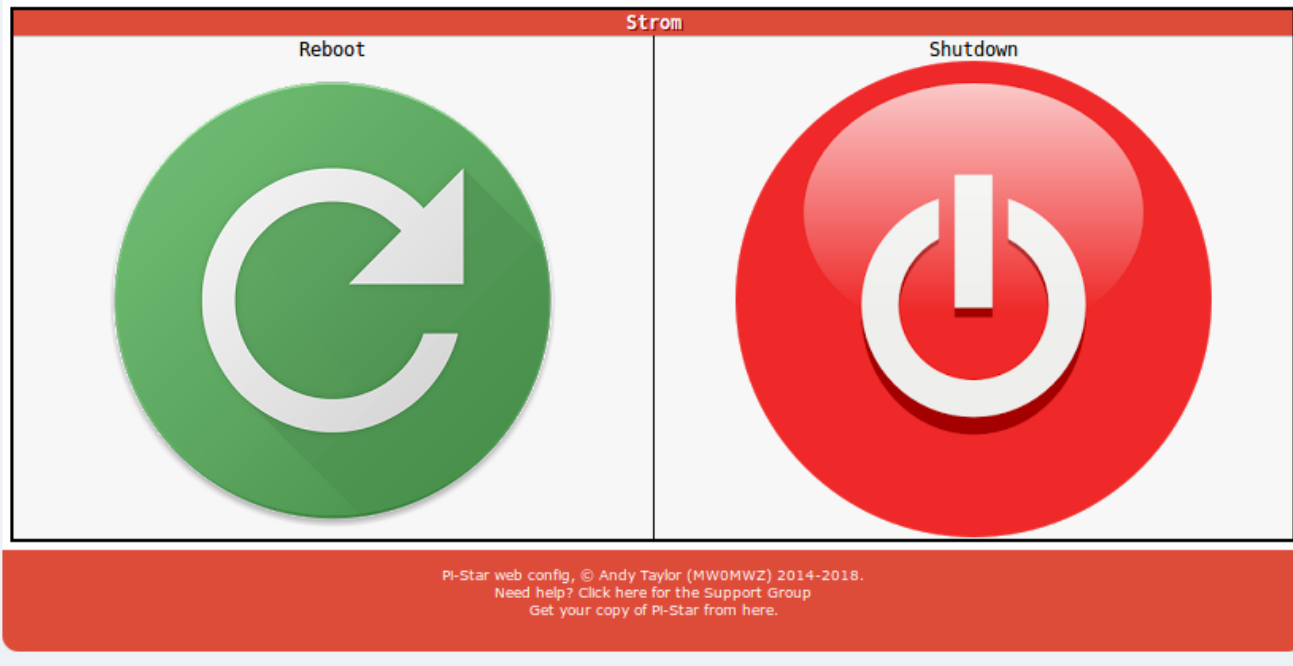 Strom
Reboot
Shutdown
Pi-Star web config, © Andy Taylor (MW0MWZ) 2014-2018.
Need help? Click here for the Support Group
Get your copy of Pi-Star from here.